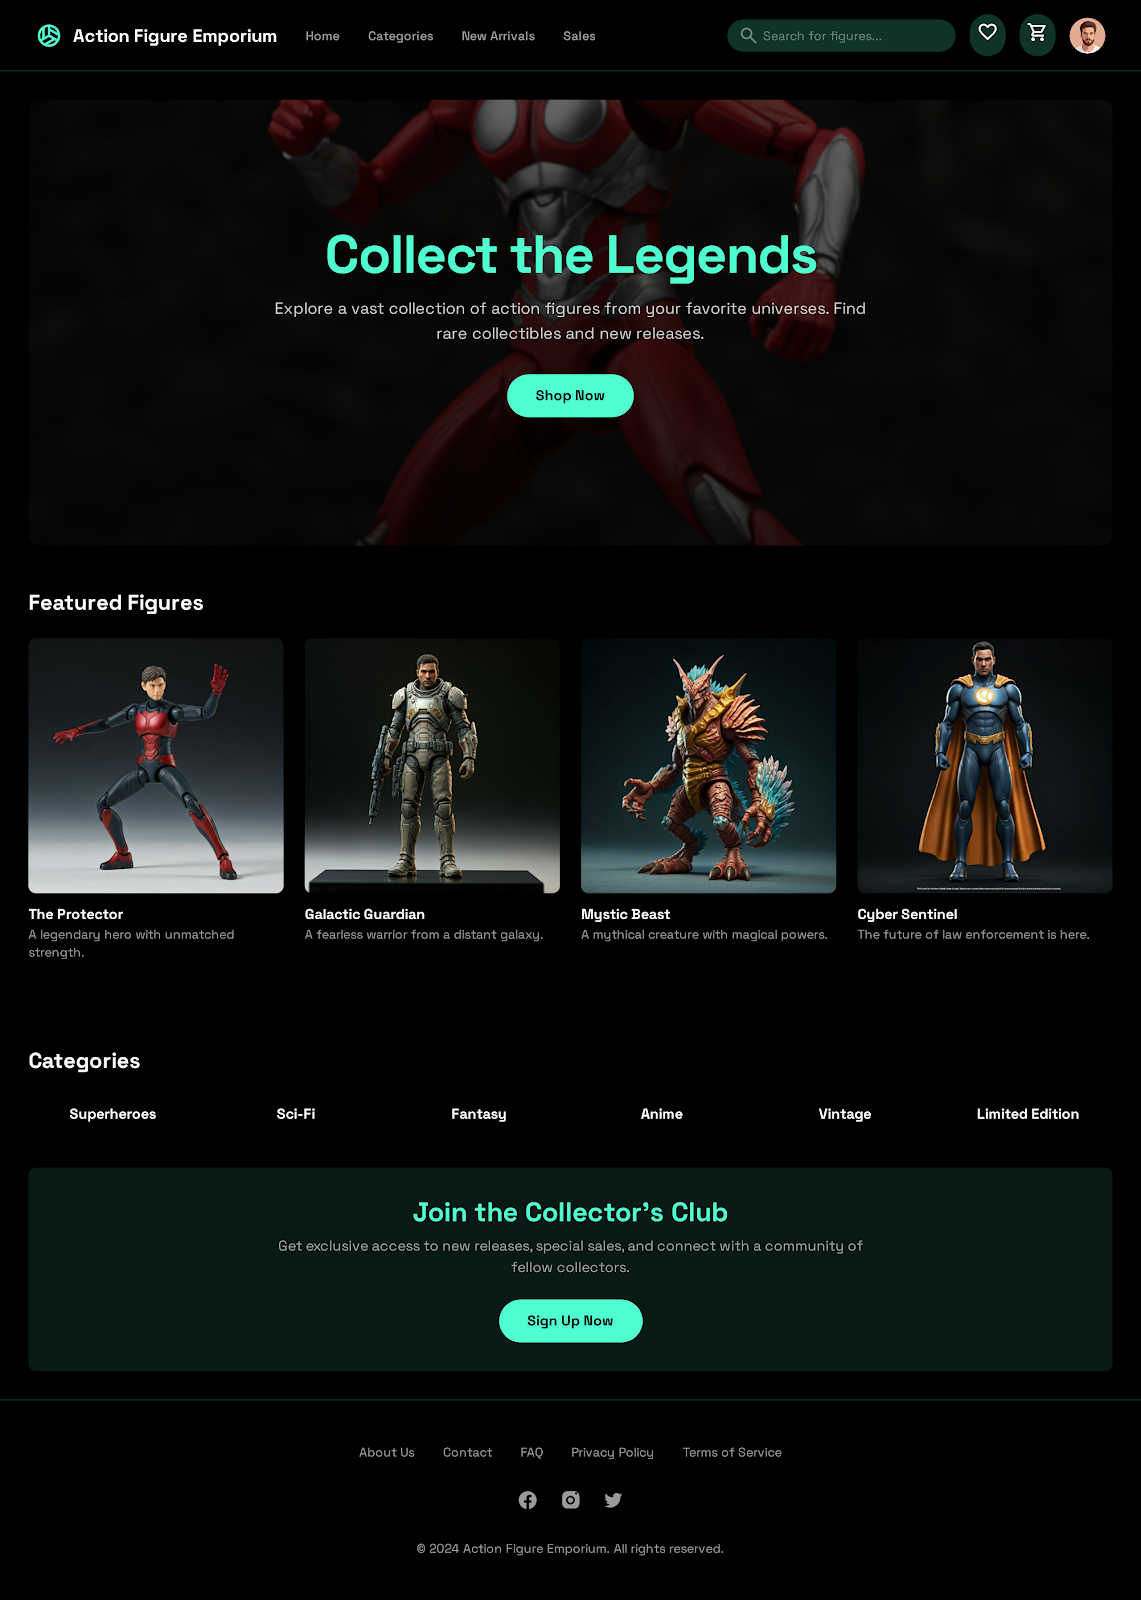 Action Figure Emporium
Home
Categories
New Arrivals
Sales
Search for figures...
Collect the Legends
Explore a vast collection of action figures from your favorite universes. Find
rare collectibles and new releases.
Shop Now
Featured Figures
The Protector
A legendary hero with unmatched
strength.
Galactic Guardian
A fearless warrior from a distant galaxy.
Mystic Beast
A mythical creature with magical powers.
Cyber Sentinel
The future of law enforcement is here.
Categories
Superheroes
Sci-Fi
Fantasy
Anime
Vintage
Limited Edition
Join the Collector's Club
Get exclusive access to new releases, special sales, and connect with a community of
fellow collectors.
Sign Up Now
About Us
Contact
FAQ
Privacy Policy
Terms of Service
© 2024 Action Figure Emporium. All rights reserved.